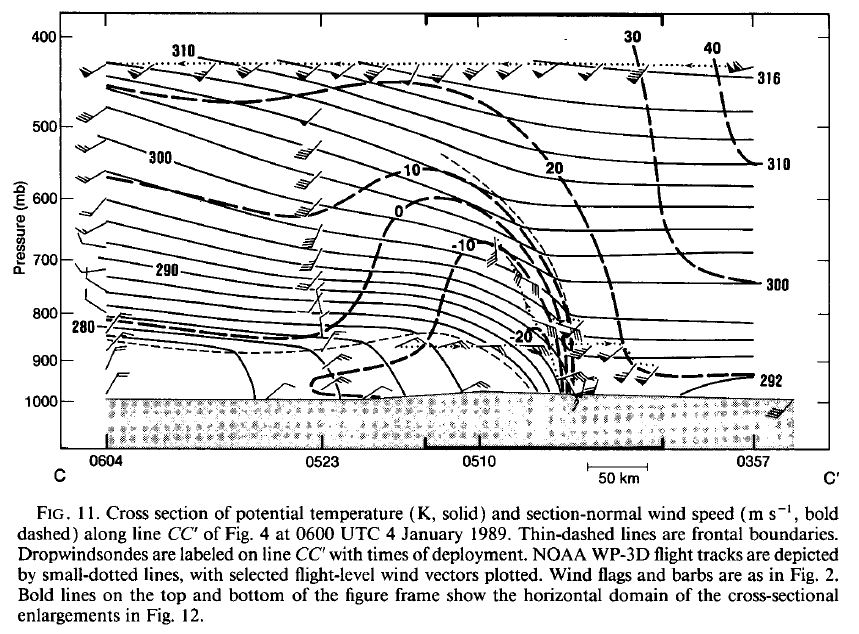 400
500
600
700
800
900
1000
Pressure (mb)
310
30
40
316
310
20
300
10
0
-10
290
300
280
-20
292
0604
0523
0510
0357
C
50 km
C'
FIG. 11. Cross section of potential temperature (K, solid) and section-normal wind speed (m s⁻¹, bold
dashed) along line CC' of Fig. 4 at 0600 UTC 4 January 1989. Thin-dashed lines are frontal boundaries.
Dropwindsondes are labeled on line CC' with times of deployment. NOAA WP-3D flight tracks are depicted
by small-dotted lines, with selected flight-level wind vectors plotted. Wind flags and barbs are as in Fig. 2.
Bold lines on the top and bottom of the figure frame show the horizontal domain of the cross-sectional
enlargements in Fig. 12.